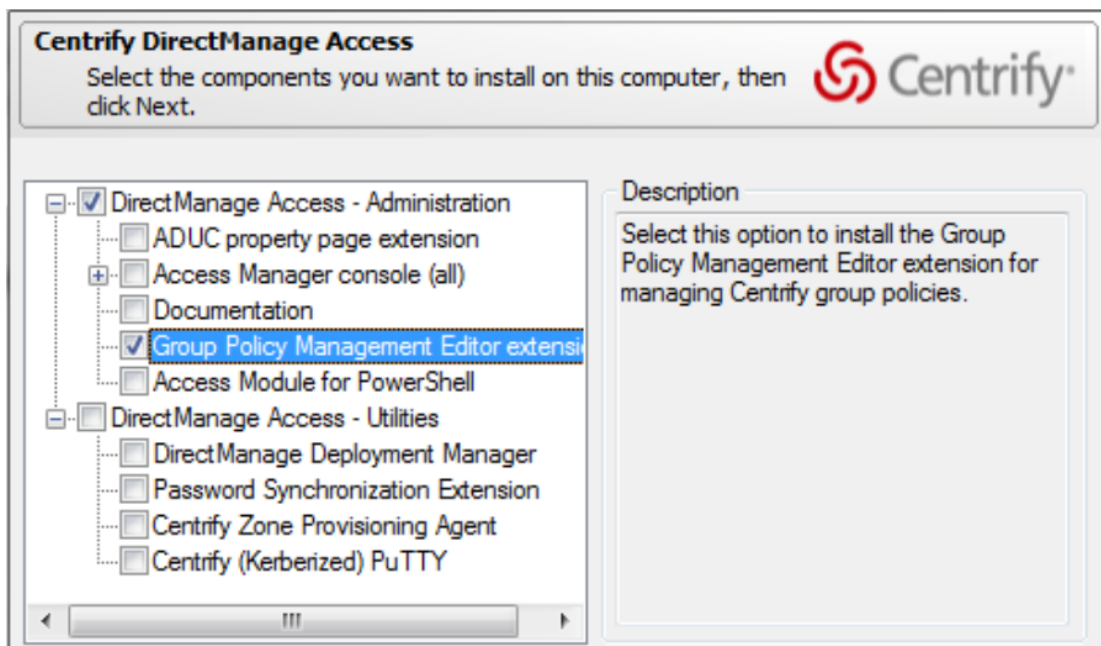 Centrify DirectManage Access
Select the components you want to install on this computer, then
click Next.
Centrify
DirectManage Access - Administration
ADUC property page extension
Access Manager console (all)
Documentation
Group Policy Management Editor extensi
Access Module for PowerShell
DirectManage Access - Utilities
DirectManage Deployment Manager
Password Synchronization Extension
Centrify Zone Provisioning Agent
Centrify (Kerberized) PuTTY
Description
Select this option to install the Group
Policy Management Editor extension for
managing Centrify group policies.